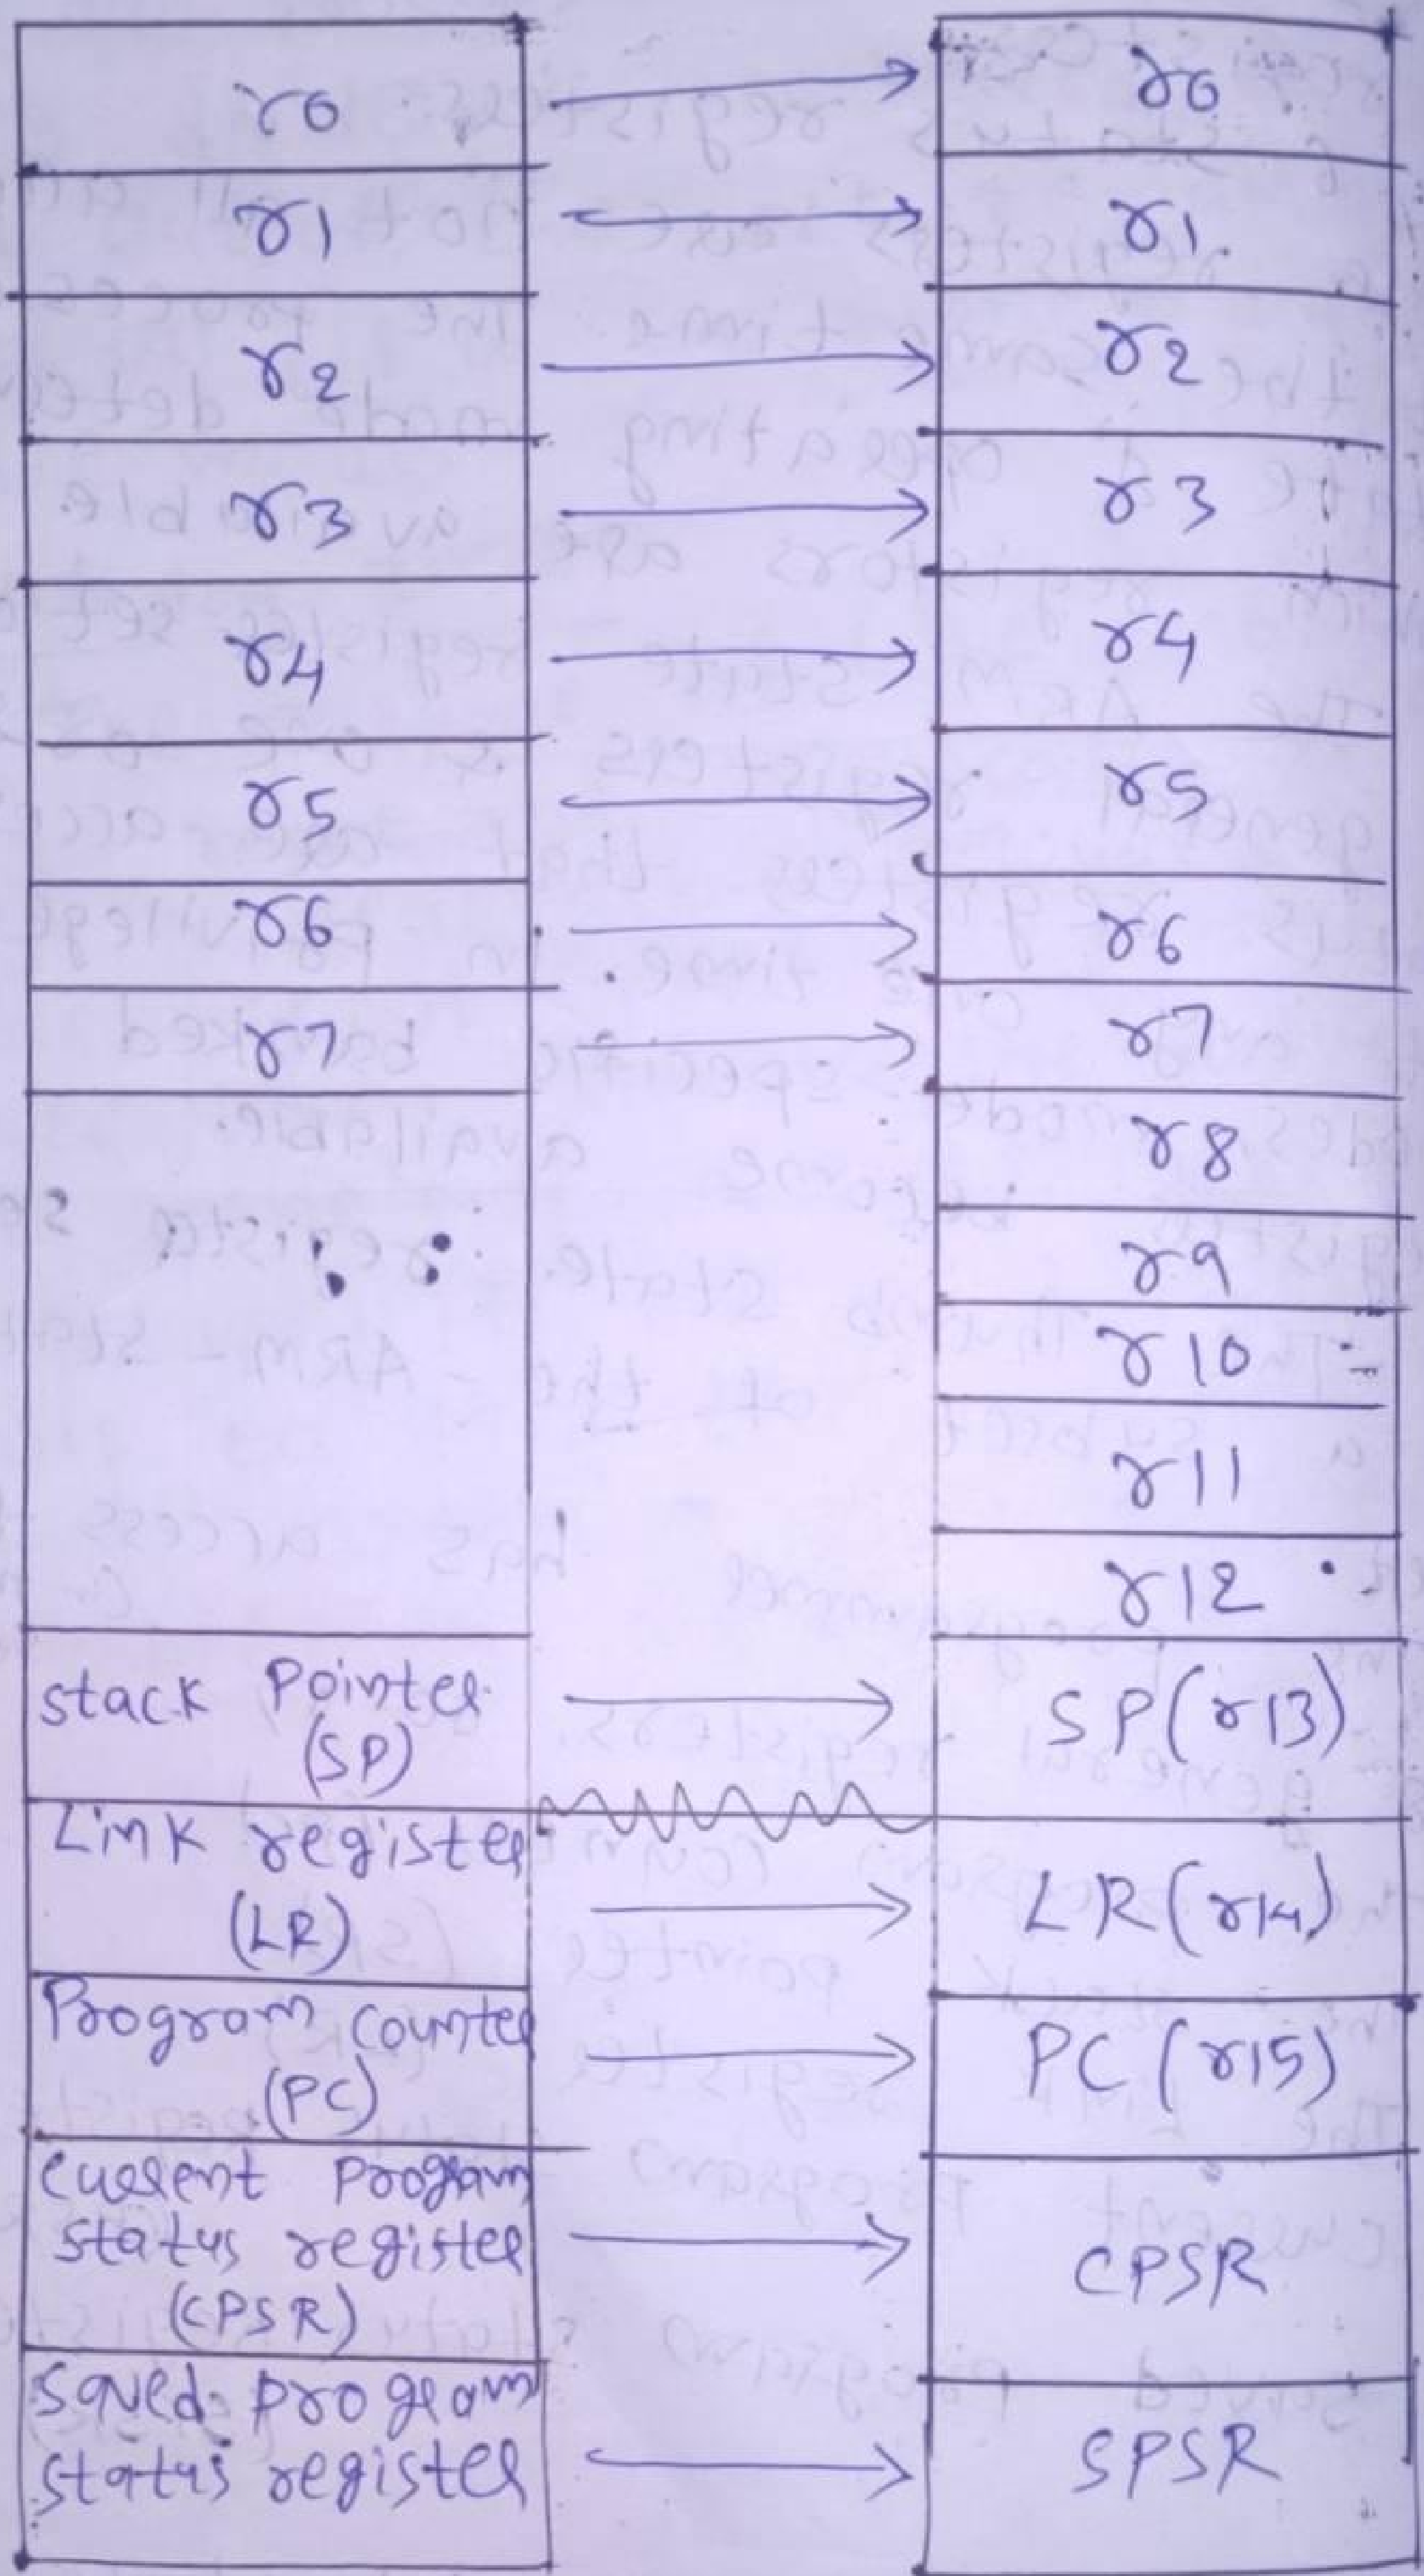 r0 r0
r1 r1
r2 r2
r3 r3
r4 r4
r5 r5
r6 r6
r7 r7
r8
r9
r10
r11
r12
stack Pointer
(SP)
SP(r13)
Link register
(LR)
LR(r14)
Program counter
(PC)
PC (r15)
current program
status register
(CPSR)
CPSR
saved program
status register
SPSR